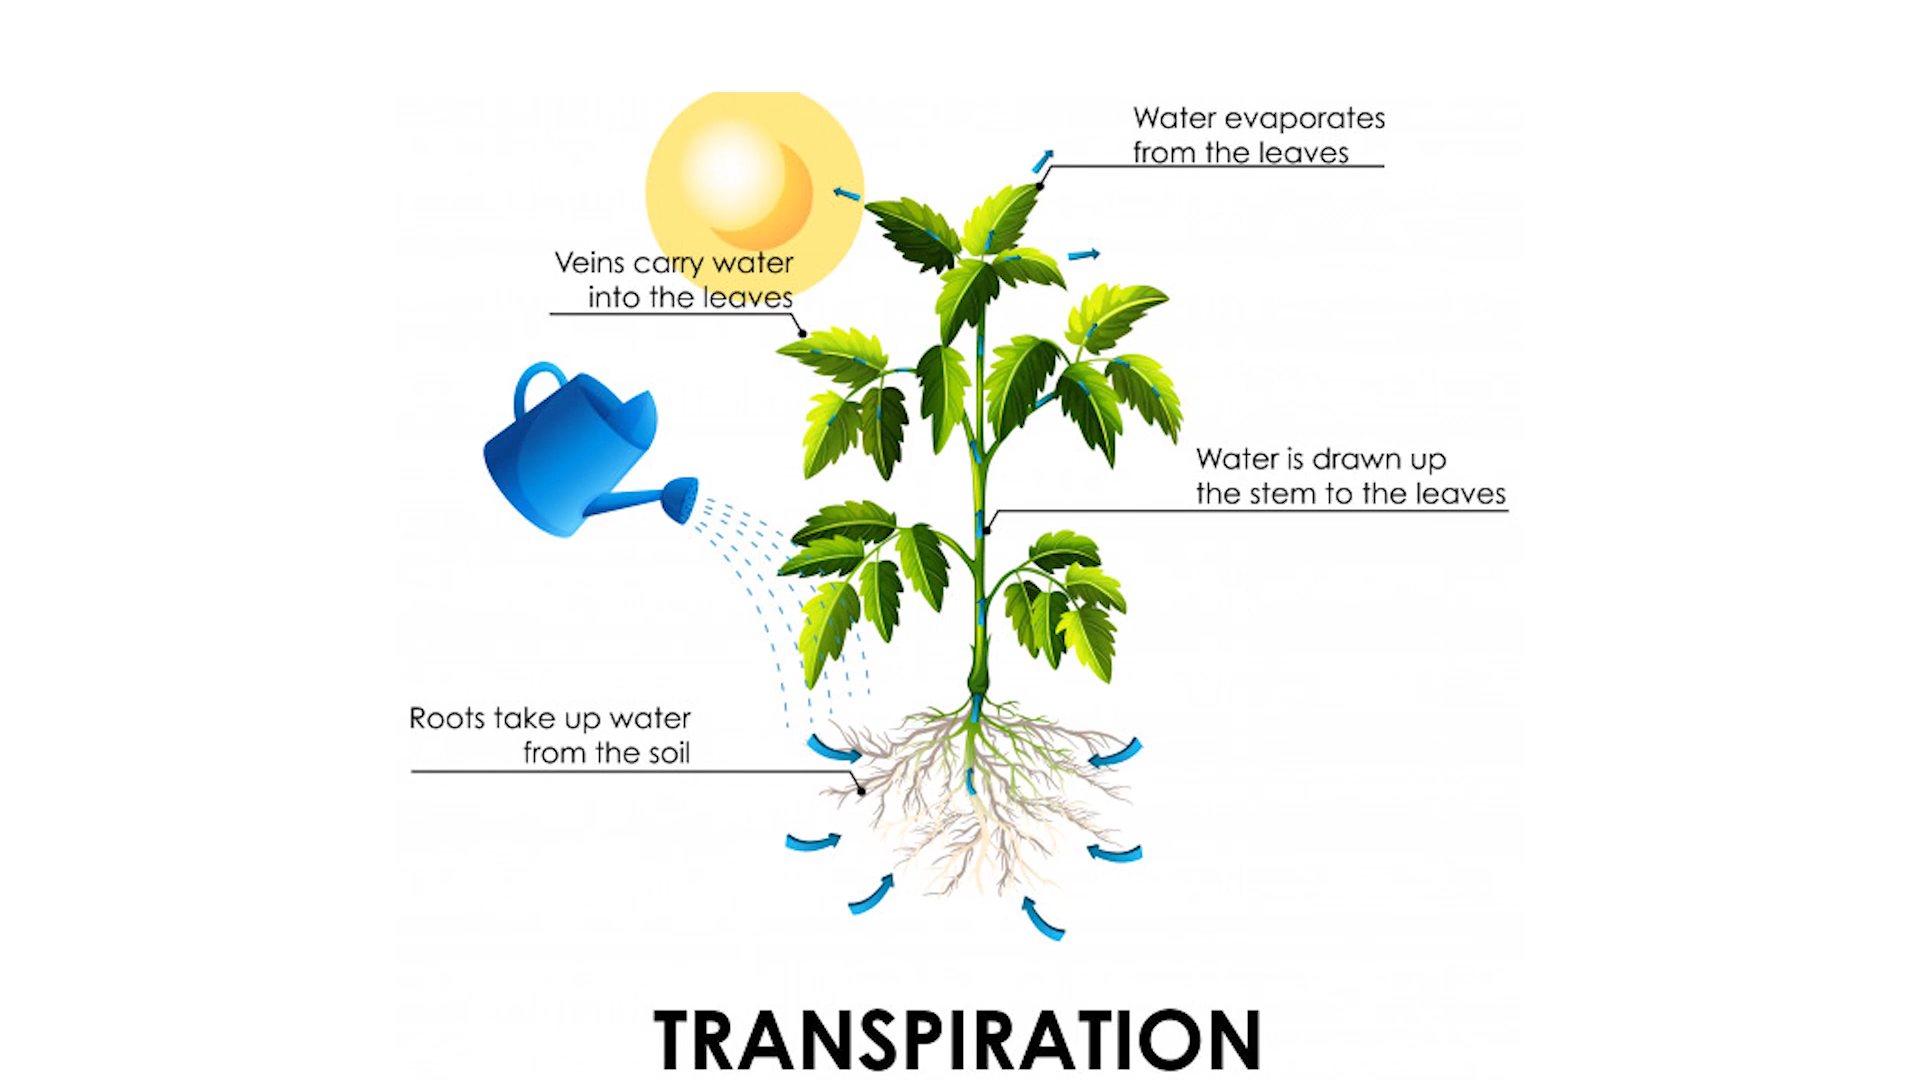 Water evaporates
from the leaves
Veins carry water
into the leaves
Water is drawn up
the stem to the leaves
Roots take up water
from the soil
TRANSPIRATION